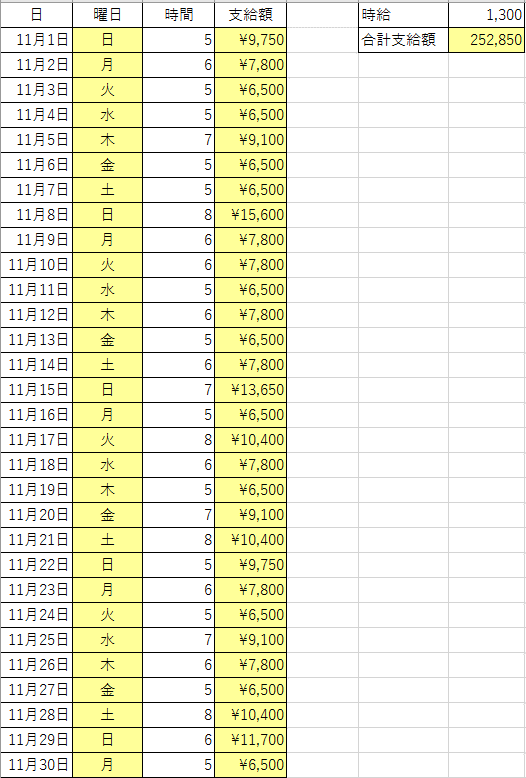 日 曜日 時間 支給額 時給 1,300
11月1日 日 5 ¥9,750 合計支給額 252,850
11月2日 月 6 ¥7,800
11月3日 火 5 ¥6,500
11月4日 水 5 ¥6,500
11月5日 木 7 ¥9,100
11月6日 金 5 ¥6,500
11月7日 土 5 ¥6,500
11月8日 日 8 ¥15,600
11月9日 月 6 ¥7,800
11月10日 火 6 ¥7,800
11月11日 水 5 ¥6,500
11月12日 木 6 ¥7,800
11月13日 金 5 ¥6,500
11月14日 土 6 ¥7,800
11月15日 日 7 ¥13,650
11月16日 月 5 ¥6,500
11月17日 火 8 ¥10,400
11月18日 水 6 ¥7,800
11月19日 木 5 ¥6,500
11月20日 金 7 ¥9,100
11月21日 土 8 ¥10,400
11月22日 日 5 ¥9,750
11月23日 月 6 ¥7,800
11月24日 火 5 ¥6,500
11月25日 水 7 ¥9,100
11月26日 木 6 ¥7,800
11月27日 金 5 ¥6,500
11月28日 土 8 ¥10,400
11月29日 日 6 ¥11,700
11月30日 月 5 ¥6,500